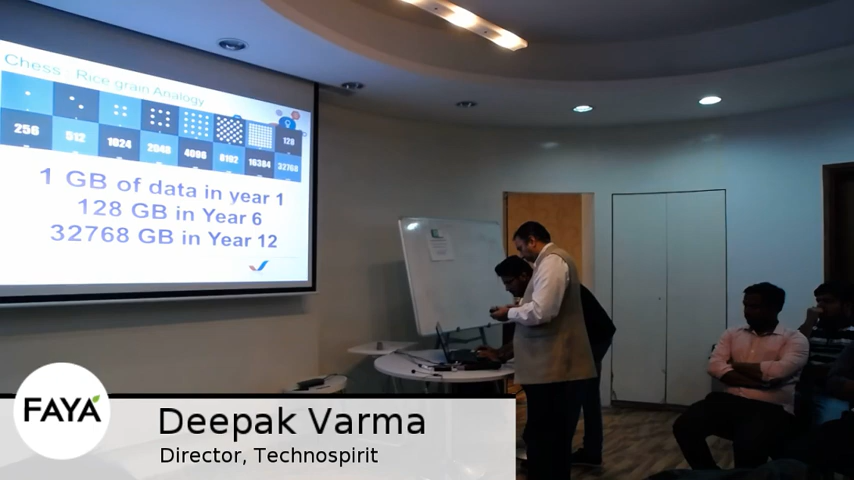 Chess : Rice grain Analogy
128
256 512 1024 2048 4096 8192 16384 32768
1 GB of data in year 1
128 GB in Year 6
32768 GB in Year 12
FAYA
Deepak Varma
Director, Technospirit